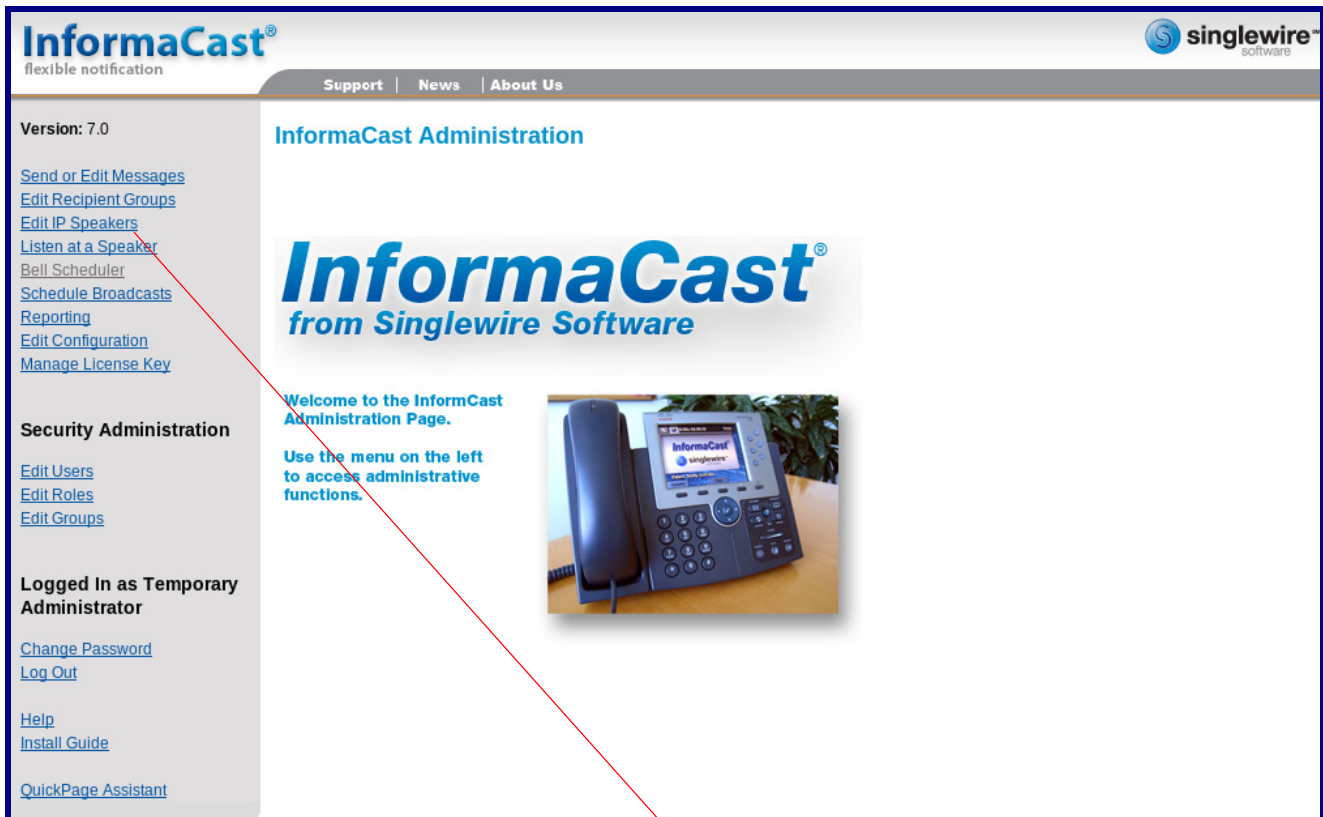 InformaCast®
flexible notification
singlewire
software
Support | News | About Us
Version: 7.0
Send or Edit Messages
Edit Recipient Groups
Edit IP Speakers
Listen at a Speaker
Bell Scheduler
Schedule Broadcasts
Reporting
Edit Configuration
Manage License Key
Security Administration
Edit Users
Edit Roles
Edit Groups
Logged In as Temporary
Administrator
Change Password
Log Out
Help
Install Guide
QuickPage Assistant
InformaCast Administration
InformaCast®
from Singlewire Software
Welcome to the InformCast
Administration Page.
Use the menu on the left
to access administrative
functions.
InformaCast
singlewire